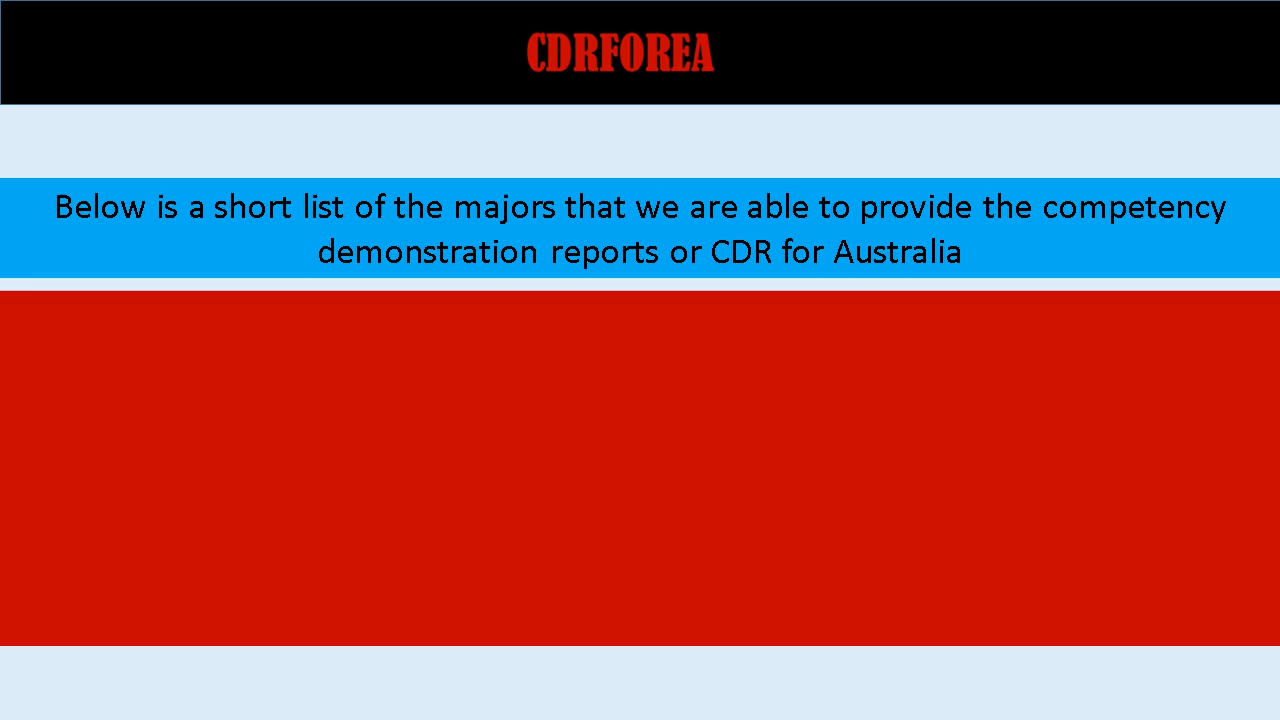 CDRFOREA
Below is a short list of the majors that we are able to provide the competency
demonstration reports or CDR for Australia